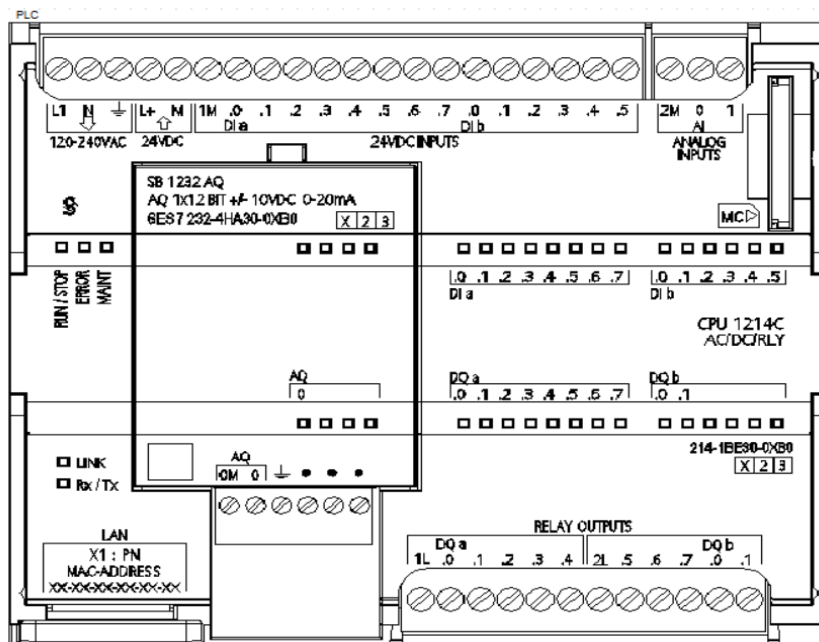 PLC
L1 N L+ M 1M .0 .1 .2 .3 .4 .5 .6 .7 .0 .1 .2 .3 .4 .5 2M 0 1
DI a DI b AI
120-240VAC 24VDC 24VDC INPUTS ANALOG
INPUTS
SB 1232 AQ
AQ 1x12 BIT +/- 10VDC 0-20mA
6ES7 232-4HA30-0XB0
X 2 3
MC
RUN / STOP
ERROR
MAINT
.0 .1 .2 .3 .4 .5 .6 .7 .0 .1 .2 .3 .4 .5
DI a DI b
CPU 1214C
AC/DC/RLY
AQ DQ a DQ b
0 .0 .1 .2 .3 .4 .5 .6 .7 .0 .1
214-1BE30-0XB0
X 2 3
LINK
Rx / Tx
AQ
0M 0
LAN
X1 : PN
MAC-ADDRESS
XX-XX-XX-XX-XX-XX
RELAY OUTPUTS
DQ a DQ b
1L .0 .1 .2 .3 .4 2L .5 .6 .7 .0 .1